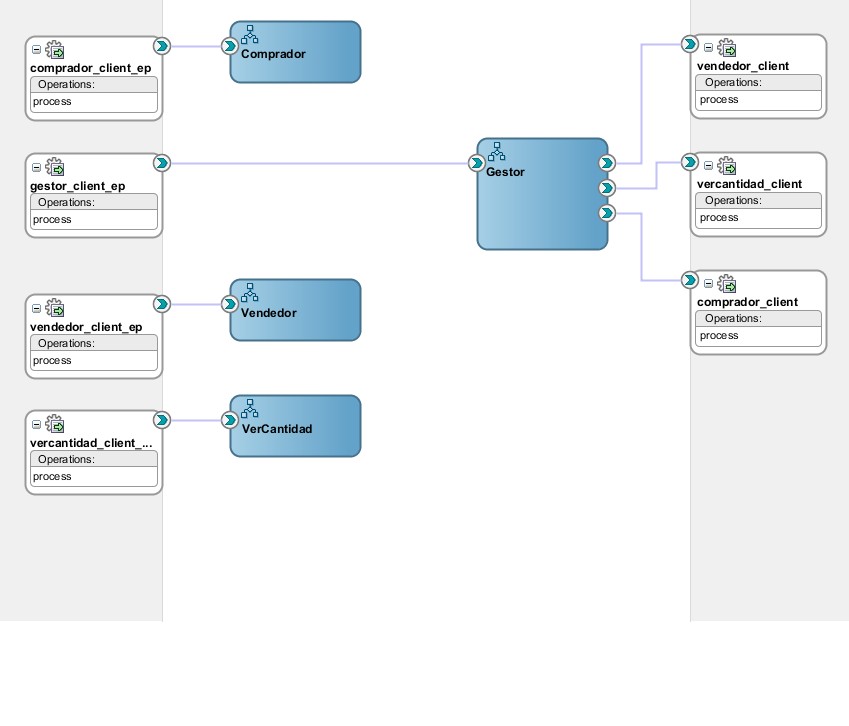 comprador_client_ep
Operations:
process
gestor_client_ep
Operations:
process
vendedor_client_ep
Operations:
process
vercantidad_client_...
Operations:
process
Comprador
Gestor
Vendedor
VerCantidad
vendedor_client
Operations:
process
vercantidad_client
Operations:
process
comprador_client
Operations:
process